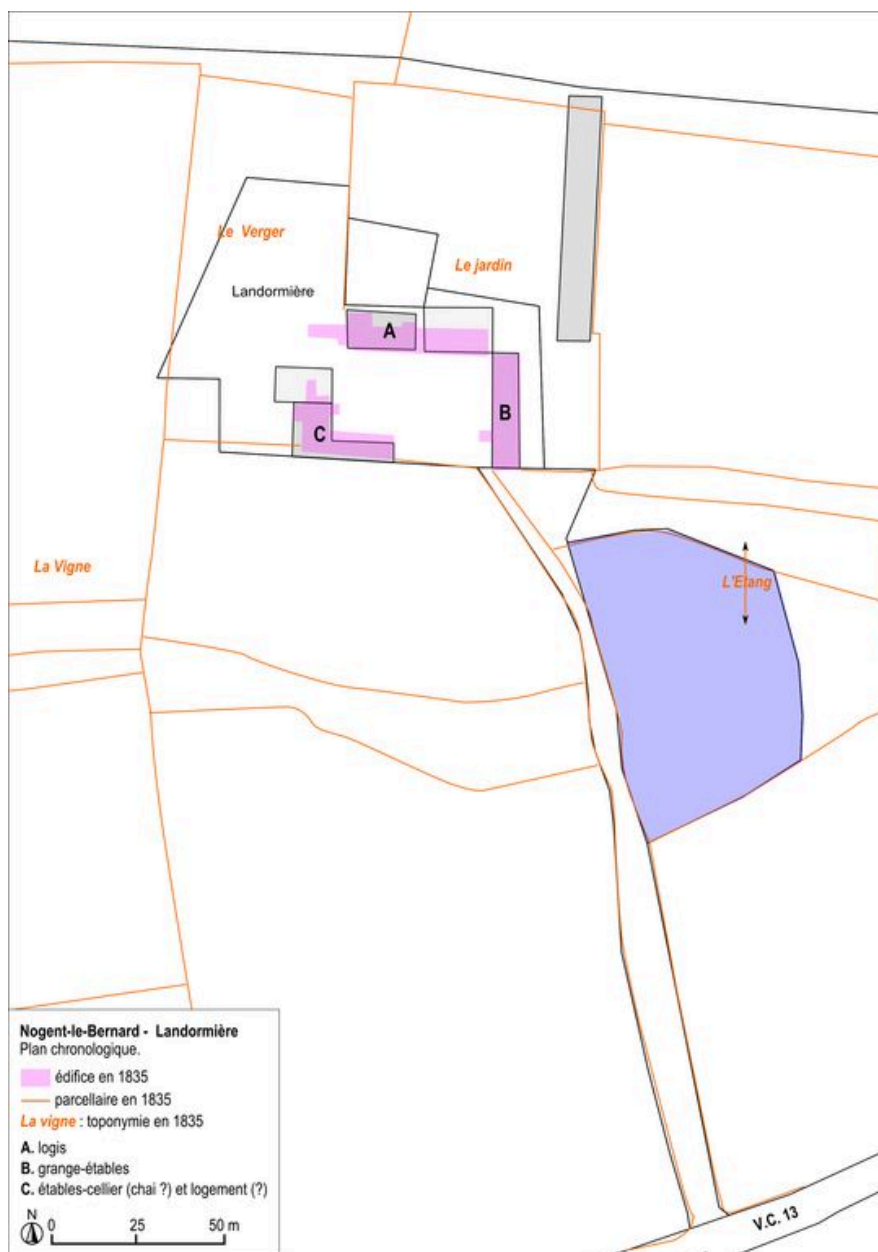 Le Verger
Le jardin
Landormière
A
B
C
La Vigne
L'Etang
Nogent-le-Bernard - Landormière
Plan chronologique.
édifice en 1835
parcellaire en 1835
La vigne : toponymie en 1835
A. logis
B. grange-étables
C. étables-cellier (chai ?) et logement (?)
N
0 25 50 m
V.C. 13